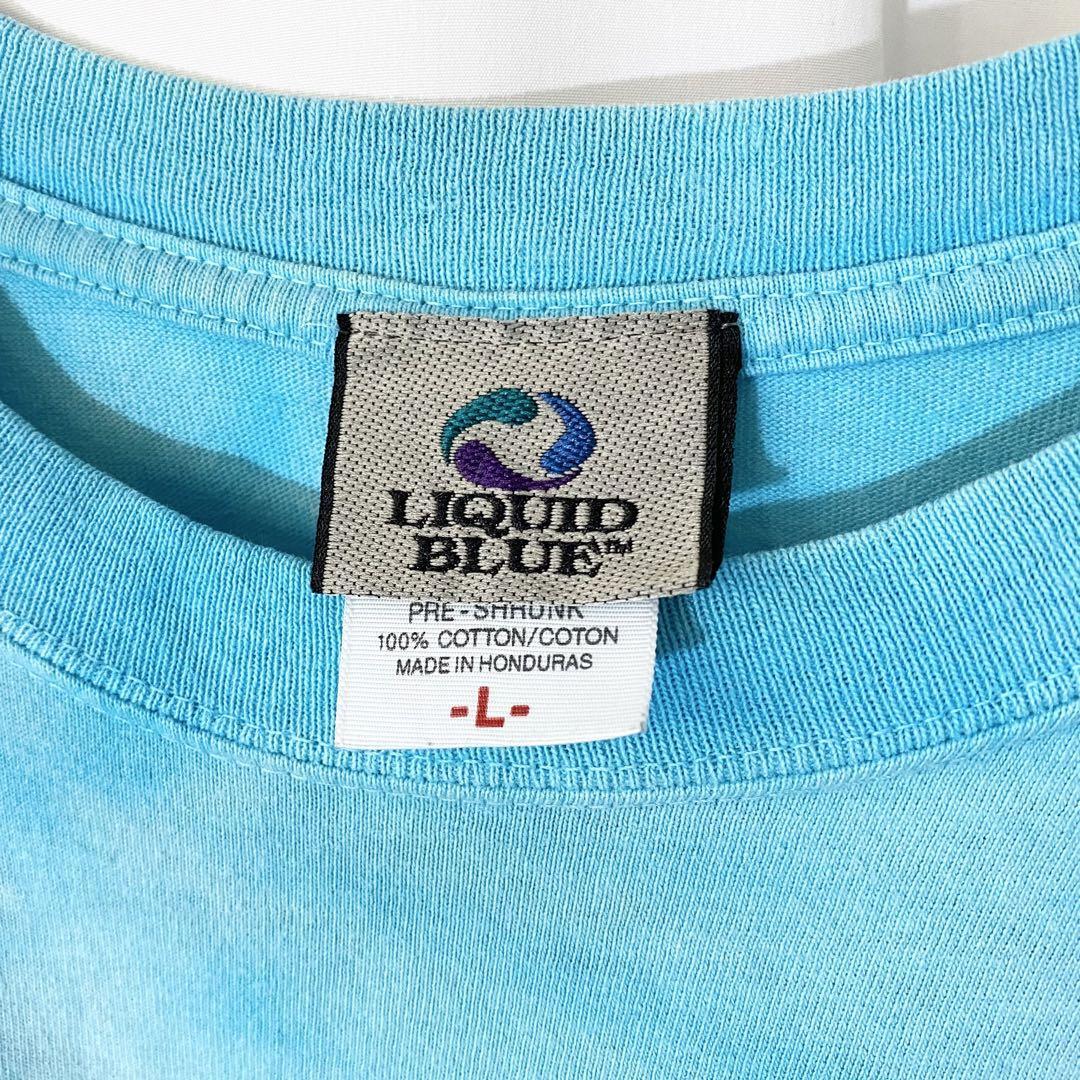 LIQUID
BLUE™
PRE-SHRUNK
100% COTTON/COTON
MADE IN HONDURAS
-L-